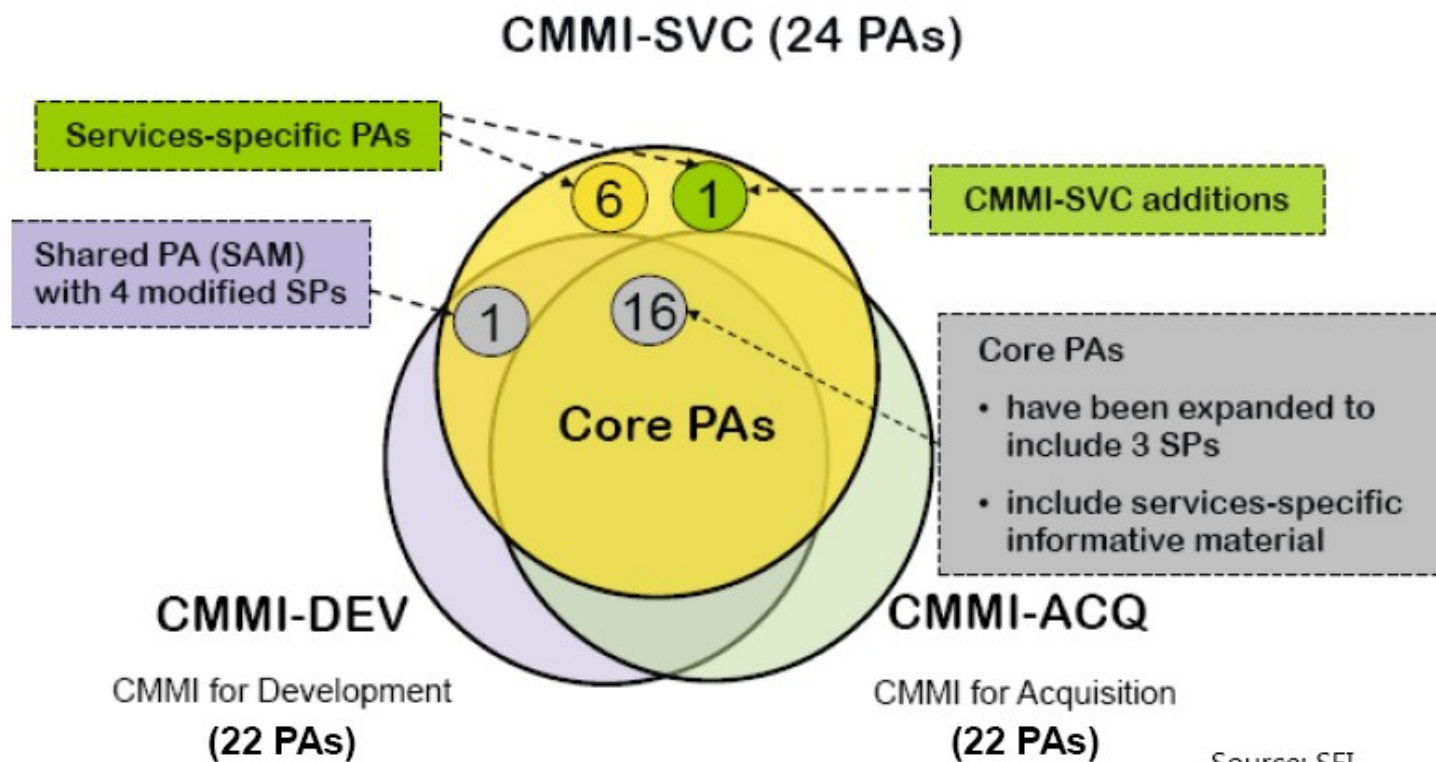 CMMI-SVC (24 PAs)
Services-specific PAs
6
1
CMMI-SVC additions
Shared PA (SAM)
with 4 modified SPs
1
16
Core PAs
Core PAs
• have been expanded to
include 3 SPs
• include services-specific
informative material
CMMI-DEV
CMMI for Development
(22 PAs)
CMMI-ACQ
CMMI for Acquisition
(22 PAs)
Source: SEI